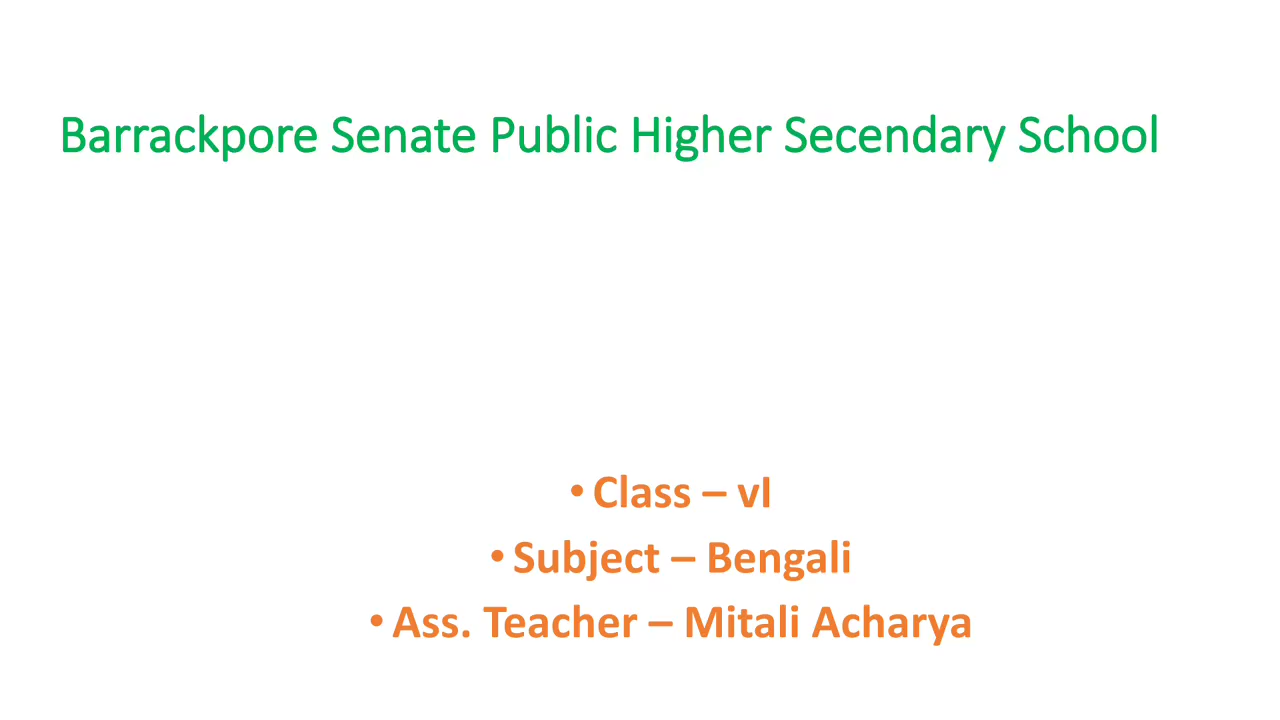 Barrackpore Senate Public Higher Secendary School
• Class – vI
• Subject – Bengali
• Ass. Teacher – Mitali Acharya